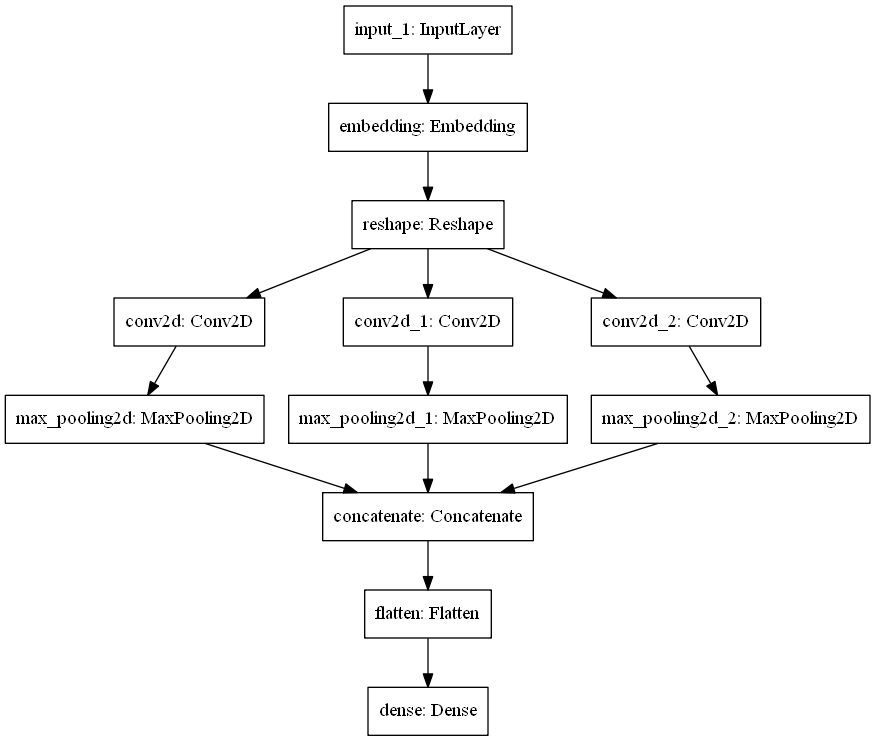 input_1: InputLayer
embedding: Embedding
reshape: Reshape
conv2d: Conv2D
conv2d_1: Conv2D
conv2d_2: Conv2D
max_pooling2d: MaxPooling2D
max_pooling2d_1: MaxPooling2D
max_pooling2d_2: MaxPooling2D
concatenate: Concatenate
flatten: Flatten
dense: Dense